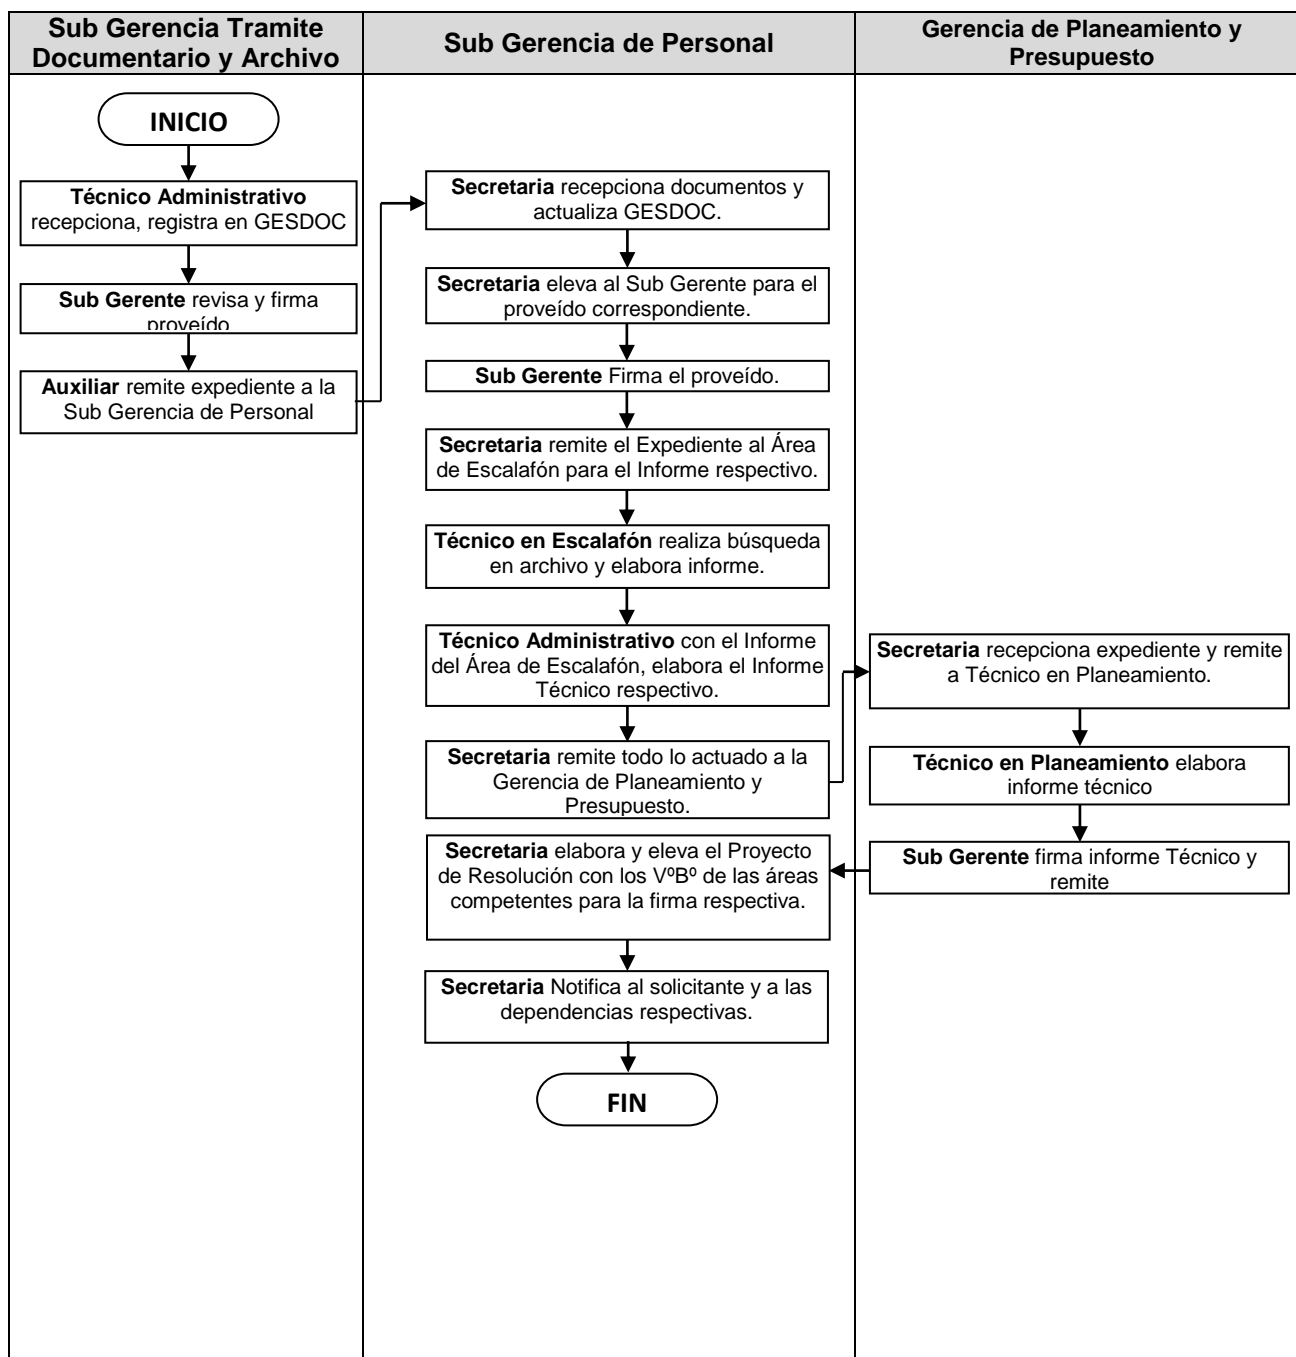 Sub Gerencia Tramite
Documentario y Archivo
Sub Gerencia de Personal
Gerencia de Planeamiento y
Presupuesto
INICIO
Técnico Administrativo
recepciona, registra en GESDOC
Sub Gerente revisa y firma
proveído
Auxiliar remite expediente a la
Sub Gerencia de Personal
Secretaria recepciona documentos y
actualiza GESDOC.
Secretaria eleva al Sub Gerente para el
proveído correspondiente.
Sub Gerente Firma el proveído.
Secretaria remite el Expediente al Área
de Escalafón para el Informe respectivo.
Técnico en Escalafón realiza búsqueda
en archivo y elabora informe.
Técnico Administrativo con el Informe
del Área de Escalafón, elabora el Informe
Técnico respectivo.
Secretaria remite todo lo actuado a la
Gerencia de Planeamiento y
Presupuesto.
Secretaria recepciona expediente y remite
a Técnico en Planeamiento.
Técnico en Planeamiento elabora
informe técnico
Sub Gerente firma informe Técnico y
remite
Secretaria elabora y eleva el Proyecto
de Resolución con los VºBº de las áreas
competentes para la firma respectiva.
Secretaria Notifica al solicitante y a las
dependencias respectivas.
FIN